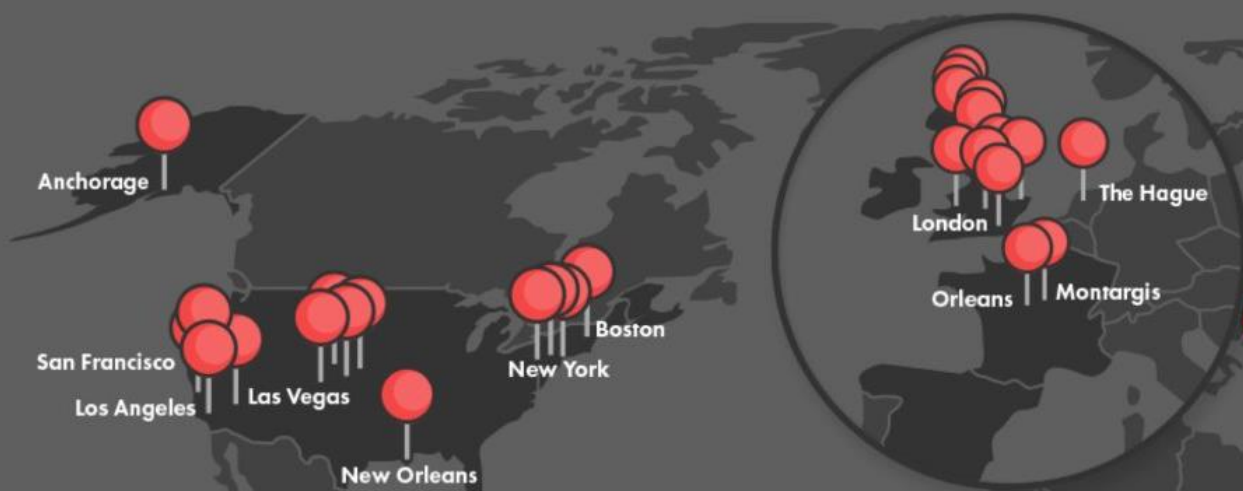 Anchorage
The Hague
London
Orleans
Montargis
Boston
San Francisco
New York
Los Angeles
Las Vegas
New Orleans